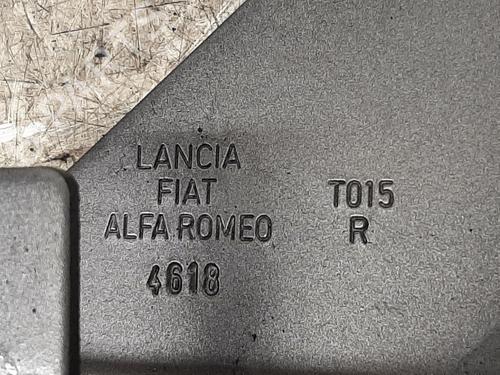 LANCIA
FIAT
ALFA ROMEO
4618
T015
R